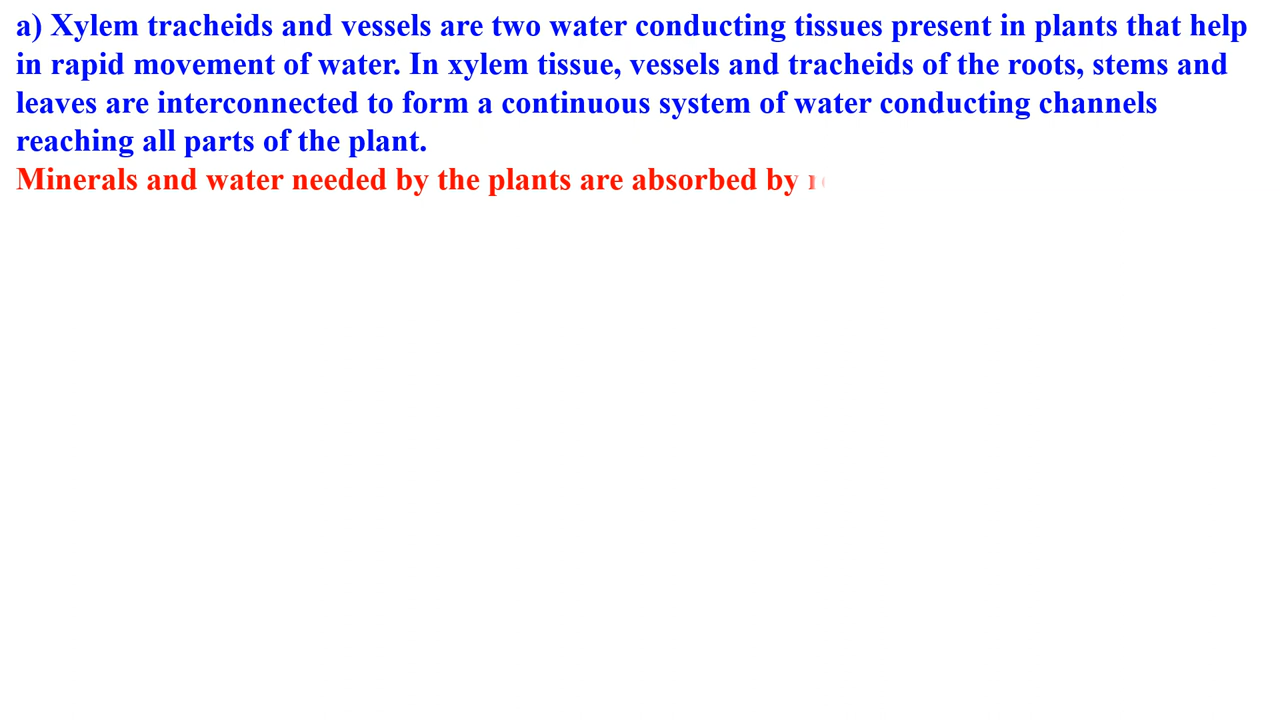 a) Xylem tracheids and vessels are two water conducting tissues present in plants that help
in rapid movement of water. In xylem tissue, vessels and tracheids of the roots, stems and
leaves are interconnected to form a continuous system of water conducting channels
reaching all parts of the plant.
Minerals and water needed by the plants are absorbed by